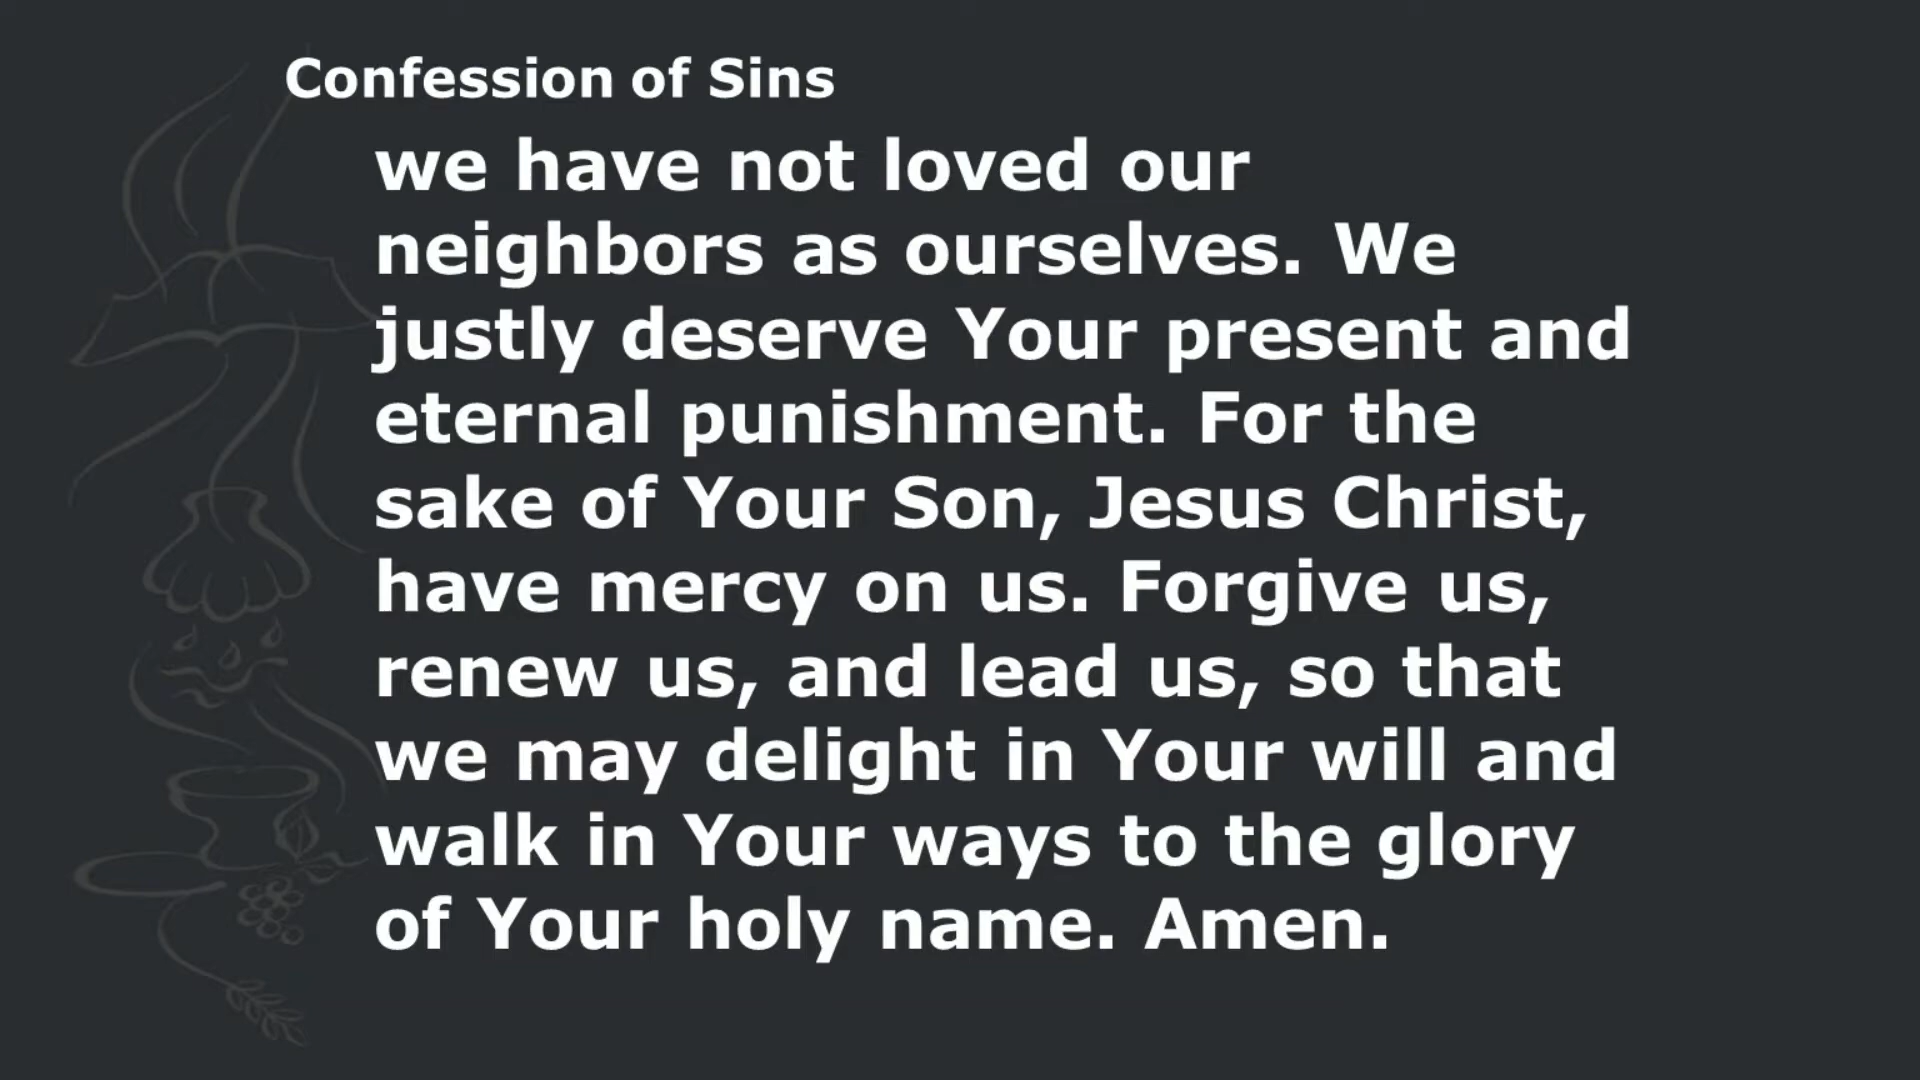 Confession of Sins
we have not loved our
neighbors as ourselves. We
justly deserve Your present and
eternal punishment. For the
sake of Your Son, Jesus Christ,
have mercy on us. Forgive us,
renew us, and lead us, so that
we may delight in Your will and
walk in Your ways to the glory
of Your holy name. Amen.